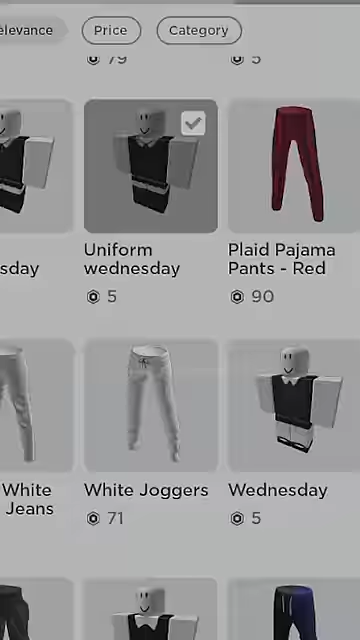 elevance Price Category
79 5
sday
Uniform
wednesday
5
Plaid Pajama
Pants - Red
90
White
Jeans
White Joggers
71
Wednesday
5